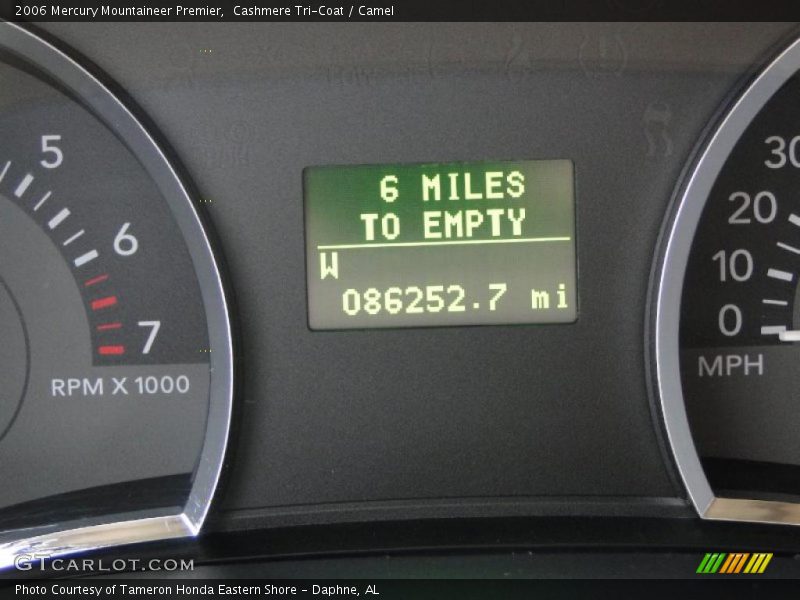 2006 Mercury Mountaineer Premier,  Cashmere Tri-Coat / Camel
6 MILES
TO EMPTY
W
086252.7 mi
5
6
7
RPM X 1000
30
20
10
0
MPH
GTCARLOT.COM
Photo Courtesy of Tameron Honda Eastern Shore - Daphne, AL